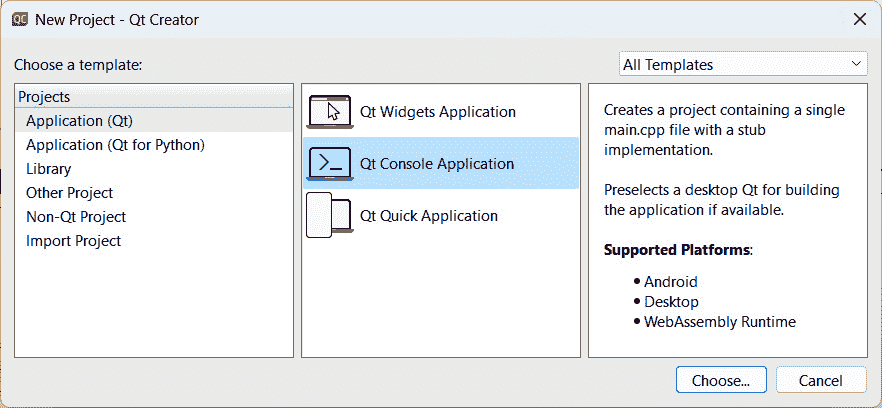 QC New Project - Qt Creator
Choose a template:
All Templates
Projects
Application (Qt)
Application (Qt for Python)
Library
Other Project
Non-Qt Project
Import Project
Qt Widgets Application
Qt Console Application
Qt Quick Application
Creates a project containing a single
main.cpp file with a stub
implementation.
Preselects a desktop Qt for building
the application if available.
Supported Platforms:
• Android
• Desktop
• WebAssembly Runtime
Choose...
Cancel